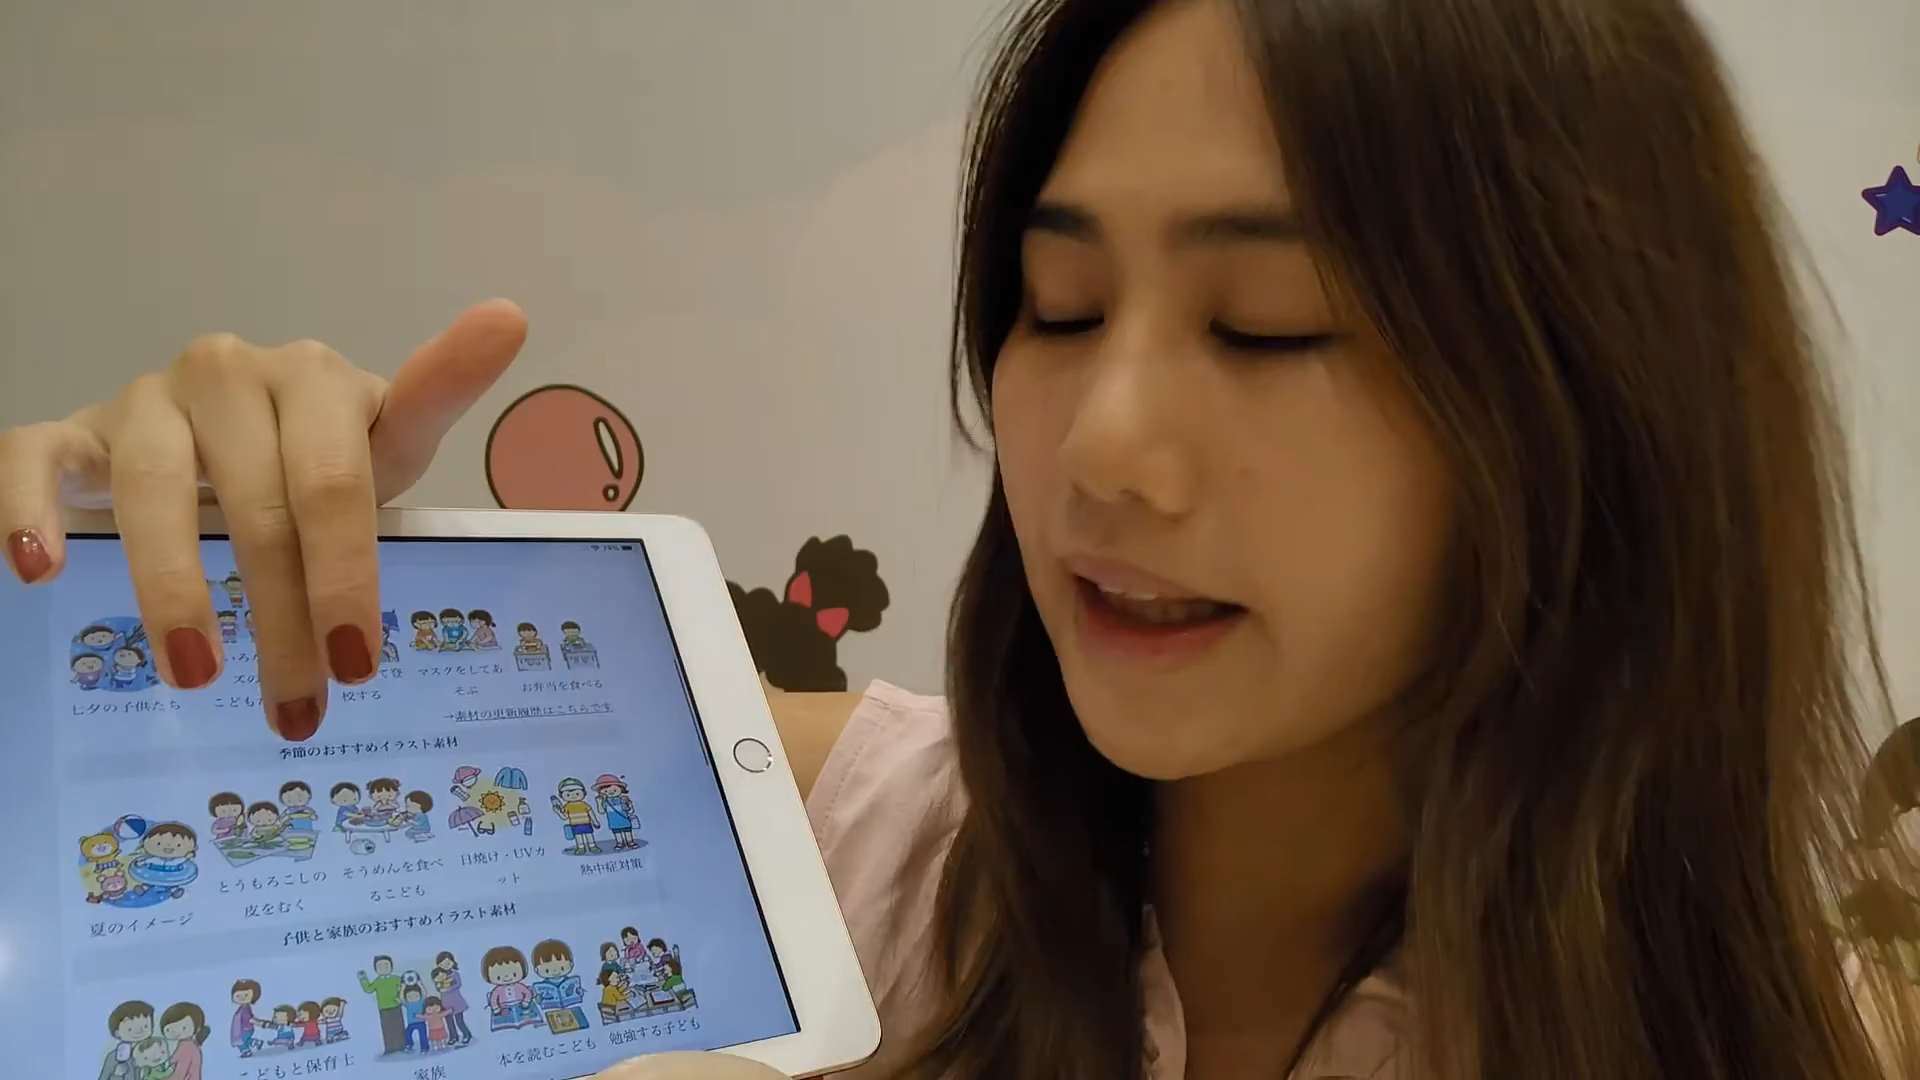 74%
マスクをしてあ
そぶ
お弁当を食べる
七夕の子供たち
こども
校する
→素材の更新履歴はこちらです
季節のおすすめイラスト素材
夏のイメージ
とうもろこしの
皮をむく
そうめんを食べ
るこども
日焼け・UVカ
ット
熱中症対策
子供と家族のおすすめイラスト素材
こどもと保育士
家族
本を読むこども
勉強する子ども